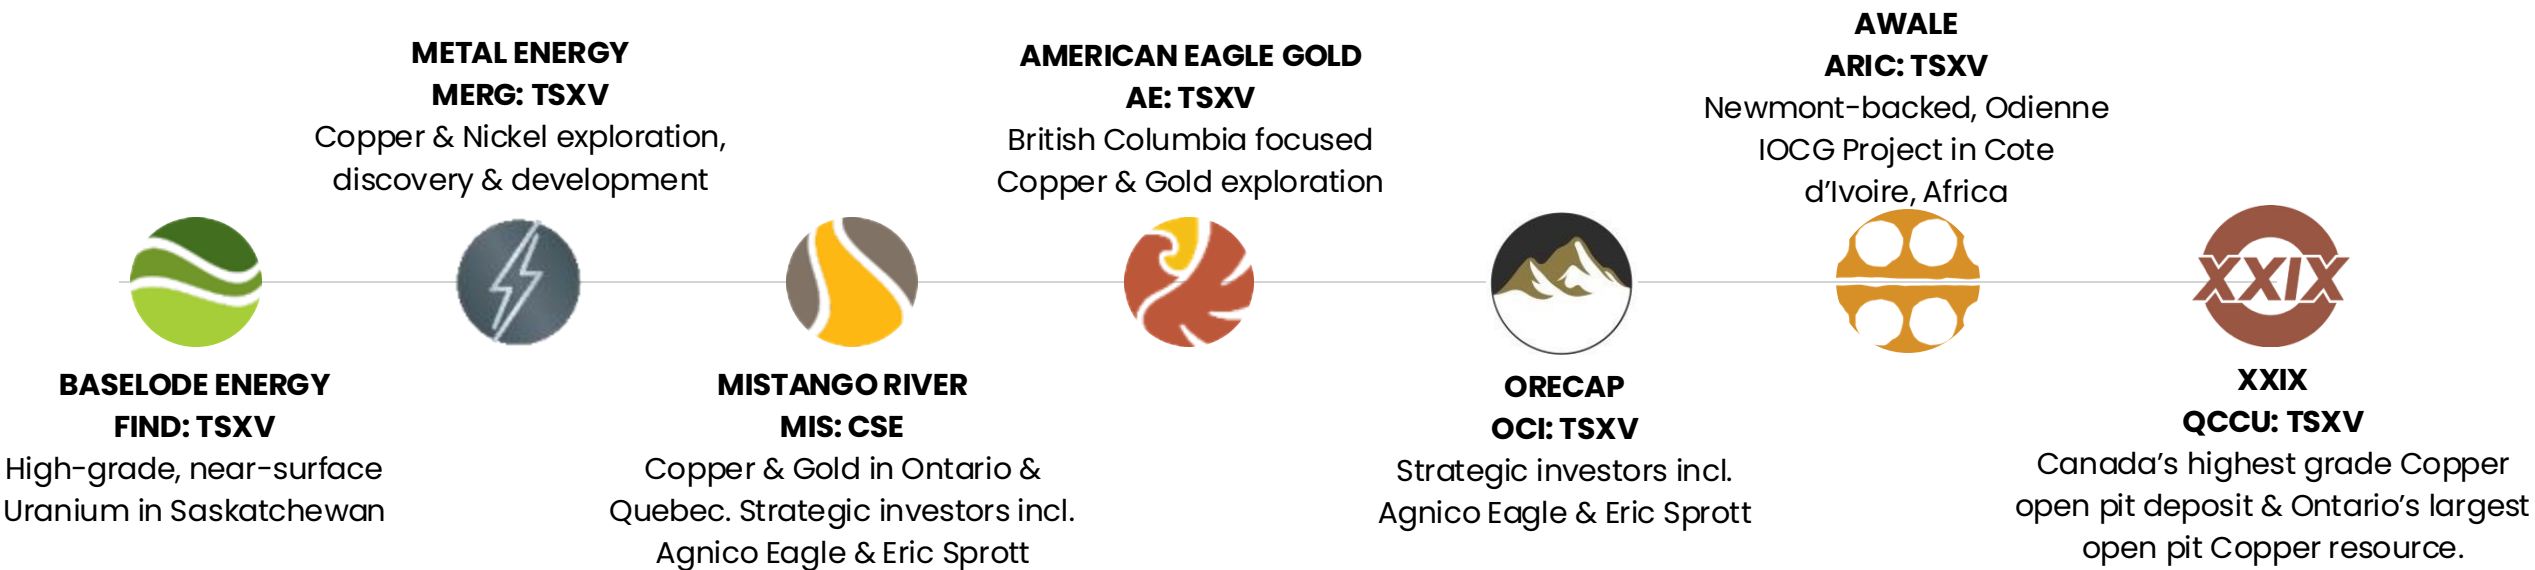 BASELODE ENERGY
FIND: TSXV
High-grade, near-surface
Uranium in Saskatchewan
METAL ENERGY
MERG: TSXV
Copper & Nickel exploration,
discovery & development
MISTANGO RIVER
MIS: CSE
Copper & Gold in Ontario &
Quebec. Strategic investors incl.
Agnico Eagle & Eric Sprott
AMERICAN EAGLE GOLD
AE: TSXV
British Columbia focused
Copper & Gold exploration
ORECAP
OCI: TSXV
Strategic investors incl.
Agnico Eagle & Eric Sprott
AWALE
ARIC: TSXV
Newmont-backed, Odienne
IOCG Project in Cote
d’Ivoire, Africa
XXIX
XXIX
QCCU: TSXV
Canada’s highest grade Copper
open pit deposit & Ontario’s largest
open pit Copper resource.